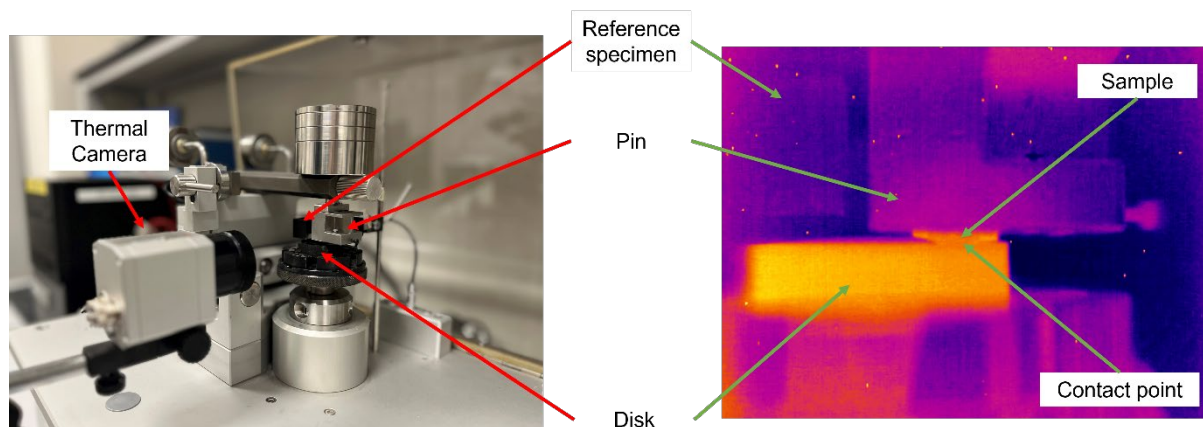 Reference
specimen
Thermal
Camera
Pin
Disk
Sample
Contact point